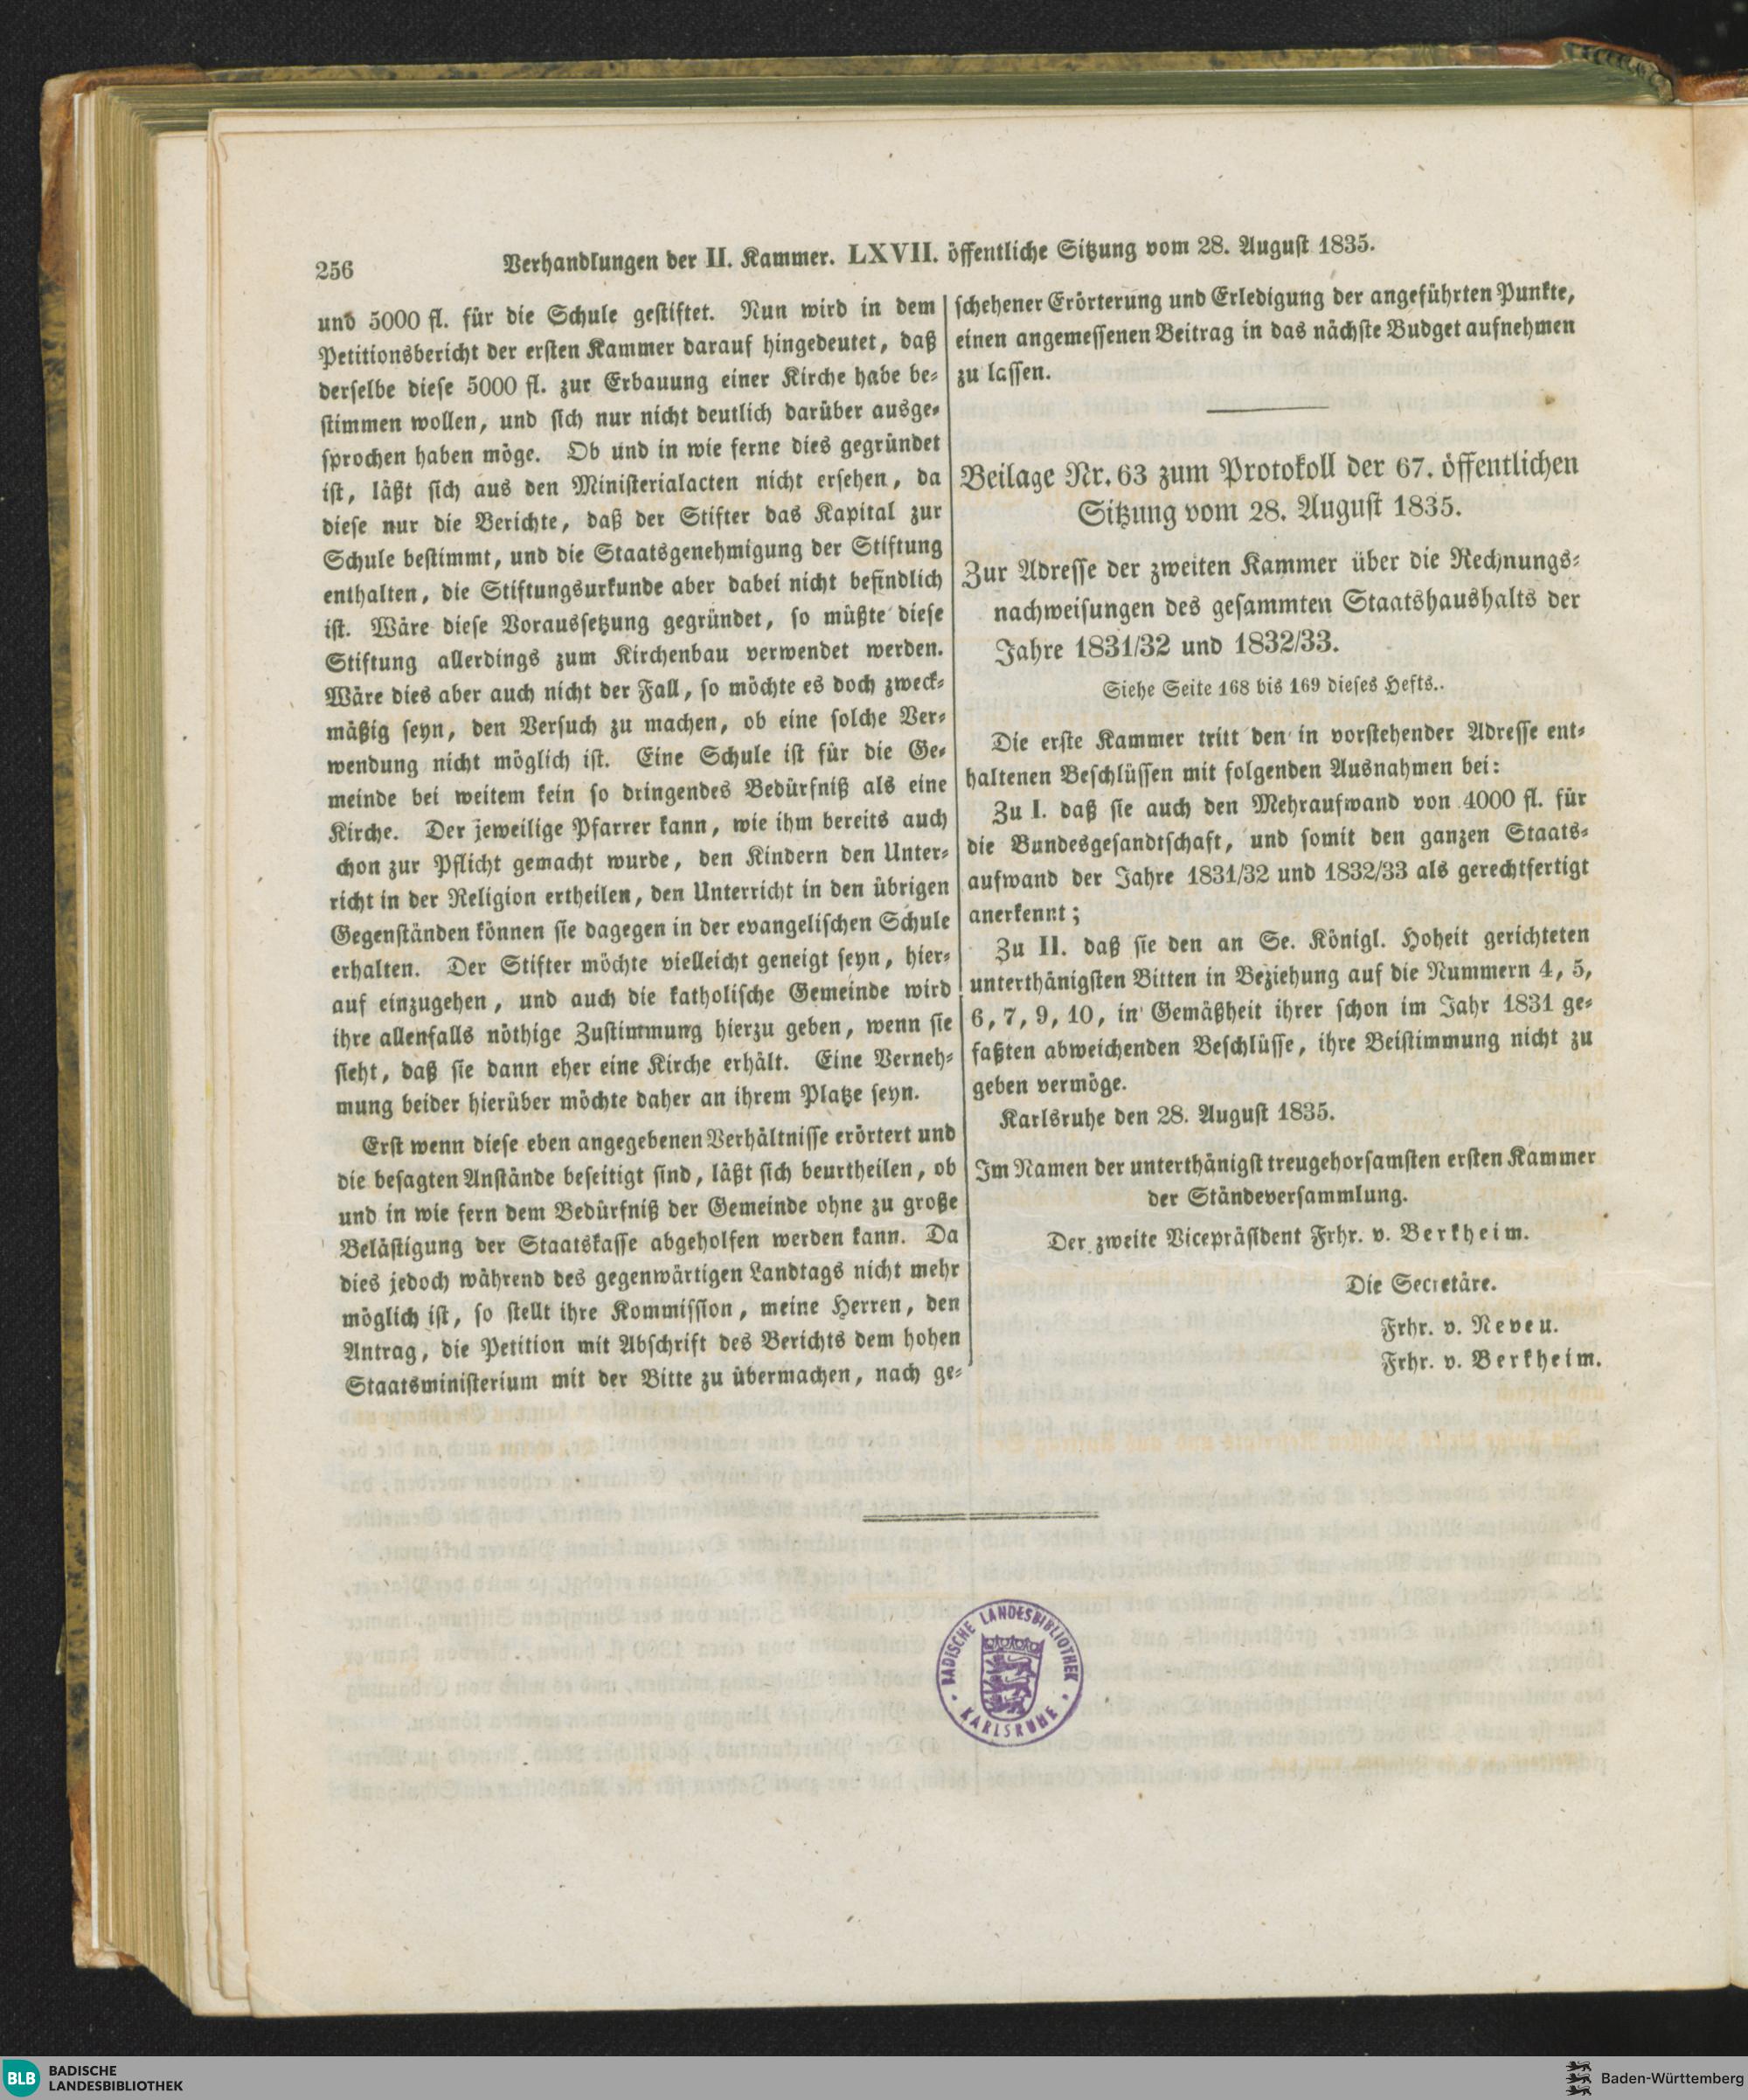 256
Verhandlungen der II. Kammer. LXVII. öffentliche Sitzung vom 28. August 1835.
und 5000 fl. für die Schule gestiftet. Nun wird in dem
Petitionsbericht der ersten Kammer darauf hingedeutet, daß
derselbe diese 5000 fl. zur Erbauung einer Kirche habe be-
stimmen wollen, und sich nur nicht deutlich darüber ausge-
sprochen haben möge. Ob und in wie ferne dies gegründet
ist, läßt sich aus den Ministerialacten nicht ersehen, da
diese nur die Berichte, daß der Stifter das Kapital zur
Schule bestimmt, und die Staatsgenehmigung der Stiftung
enthalten, die Stiftungsurkunde aber dabei nicht befindlich
ist. Wäre diese Voraussetzung gegründet, so müßte diese
Stiftung allerdings zum Kirchenbau verwendet werden.
Wäre dies aber auch nicht der Fall, so möchte es doch zweck-
mäßig seyn, den Versuch zu machen, ob eine solche Ver-
wendung nicht möglich ist. Eine Schule ist für die Ge-
meinde bei weitem kein so dringendes Bedürfniß als eine
Kirche. Der jeweilige Pfarrer kann, wie ihm bereits auch
chon zur Pflicht gemacht wurde, den Kindern den Unter-
richt in der Religion ertheilen, den Unterricht in den übrigen
Gegenständen können sie dagegen in der evangelischen Schule
erhalten. Der Stifter möchte vielleicht geneigt seyn, hier-
auf einzugehen, und auch die katholische Gemeinde wird
ihre allenfalls nöthige Zustimmung hierzu geben, wenn sie
sieht, daß sie dann eher eine Kirche erhält. Eine Verneh-
mung beider hierüber möchte daher an ihrem Platze seyn.
Erst wenn diese eben angegebenen Verhältnisse erörtert und
die besagten Anstände beseitigt sind, läßt sich beurtheilen, ob
und in wie fern dem Bedürfniß der Gemeinde ohne zu große
Belästigung der Staatskasse abgeholfen werden kann. Da
dies jedoch während des gegenwärtigen Landtags nicht mehr
möglich ist, so stellt ihre Kommission, meine Herren, den
Antrag, die Petition mit Abschrift des Berichts dem hohen
Staatsministerium mit der Bitte zu übermachen, nach ge-
schehener Erörterung und Erledigung der angeführten Punkte,
einen angemessenen Beitrag in das nächste Budget aufnehmen
zu lassen.
Beilage Nr. 63 zum Protokoll der 67. öffentlichen
Sitzung vom 28. August 1835.
Zur Adresse der zweiten Kammer über die Rechnungs-
nachweisungen des gesammten Staatshaushalts der
Jahre 1831/32 und 1832/33.
Siehe Seite 168 bis 169 dieses Hefts..
Die erste Kammer tritt den in vorstehender Adresse ent-
haltenen Beschlüssen mit folgenden Ausnahmen bei:
Zu I. daß sie auch den Mehraufwand von 4000 fl. für
die Bundesgesandtschaft, und somit den ganzen Staats-
aufwand der Jahre 1831/32 und 1832/33 als gerechtfertigt
anerkennt;
Zu II. daß sie den an Se. Königl. Hoheit gerichteten
unterthänigsten Bitten in Beziehung auf die Nummern 4, 5,
6, 7, 9, 10, in Gemäßheit ihrer schon im Jahr 1831 ge-
faßten abweichenden Beschlüsse, ihre Beistimmung nicht zu
geben vermöge.
Karlsruhe den 28. August 1835.
Im Namen der unterthänigst treugehorsamsten ersten Kammer
der Ständeversammlung.
Der zweite Vicepräsident Frhr. v. Berkheim.
Die Secretäre.
Frhr. v. Neveu.
Frhr. v. Berkheim.
BADISCHE LANDESBIBLIOTHEK
KARLSRUHE
BLB BADISCHE
LANDESBIBLIOTHEK
Baden-Württemberg